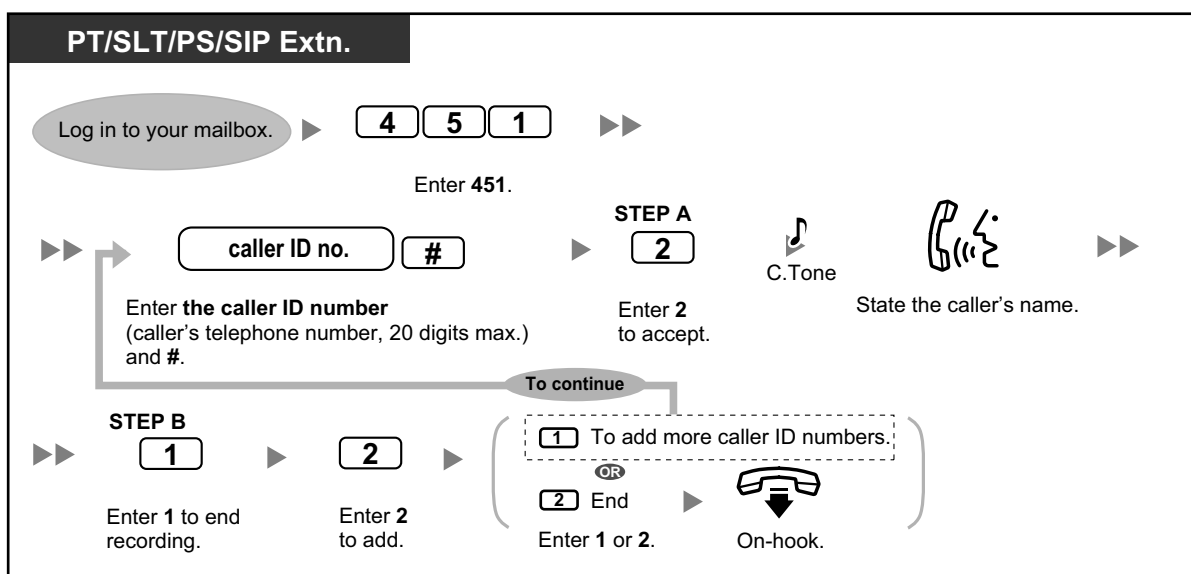 PT/SLT/PS/SIP Extn.
Log in to your mailbox.
4 5 1
Enter 451.
caller ID no. #
Enter the caller ID number
(caller's telephone number, 20 digits max.)
and #.
STEP A
2
Enter 2
to accept.
C.Tone
State the caller's name.
To continue
STEP B
1
Enter 1 to end
recording.
2
Enter 2
to add.
1 To add more caller ID numbers.
OR
2 End
Enter 1 or 2.
On-hook.